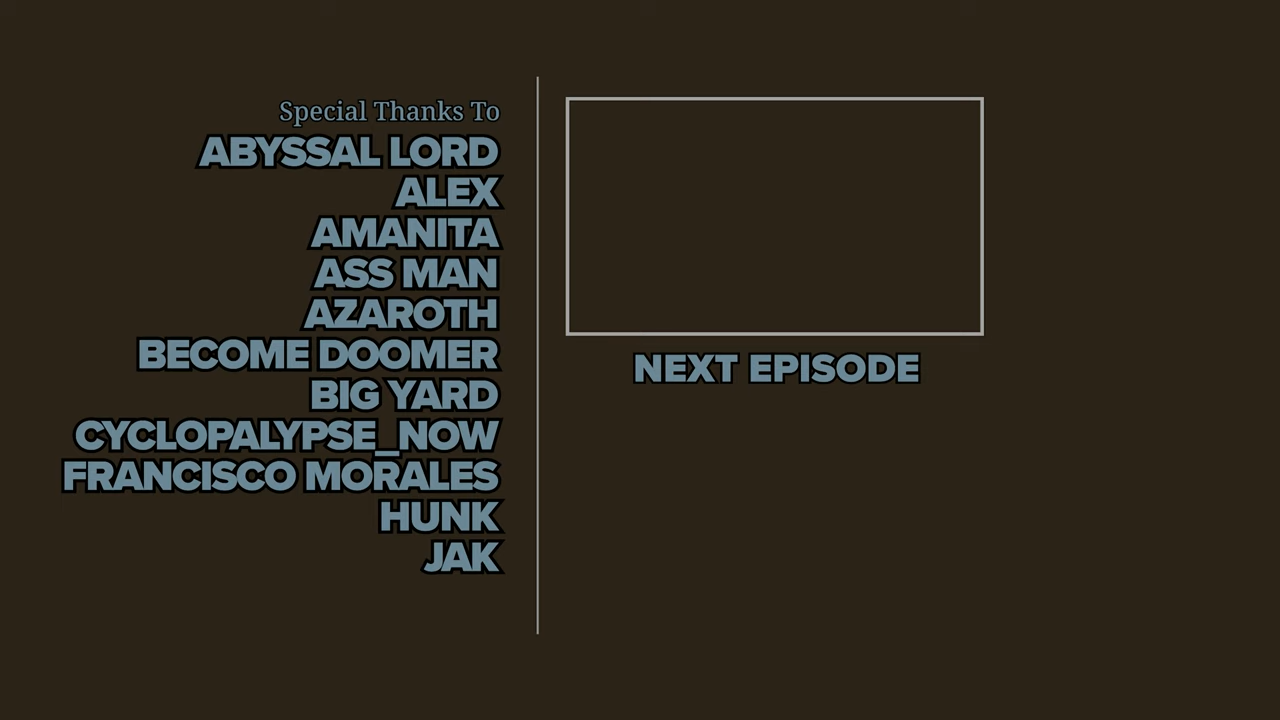 Special Thanks To
ABYSSAL LORD
ALEX
AMANITA
ASS MAN
AZAROTH
BECOME DOOMER
BIG YARD
CYCLOPALYPSE_NOW
FRANCISCO MORALES
HUNK
JAK
NEXT EPISODE